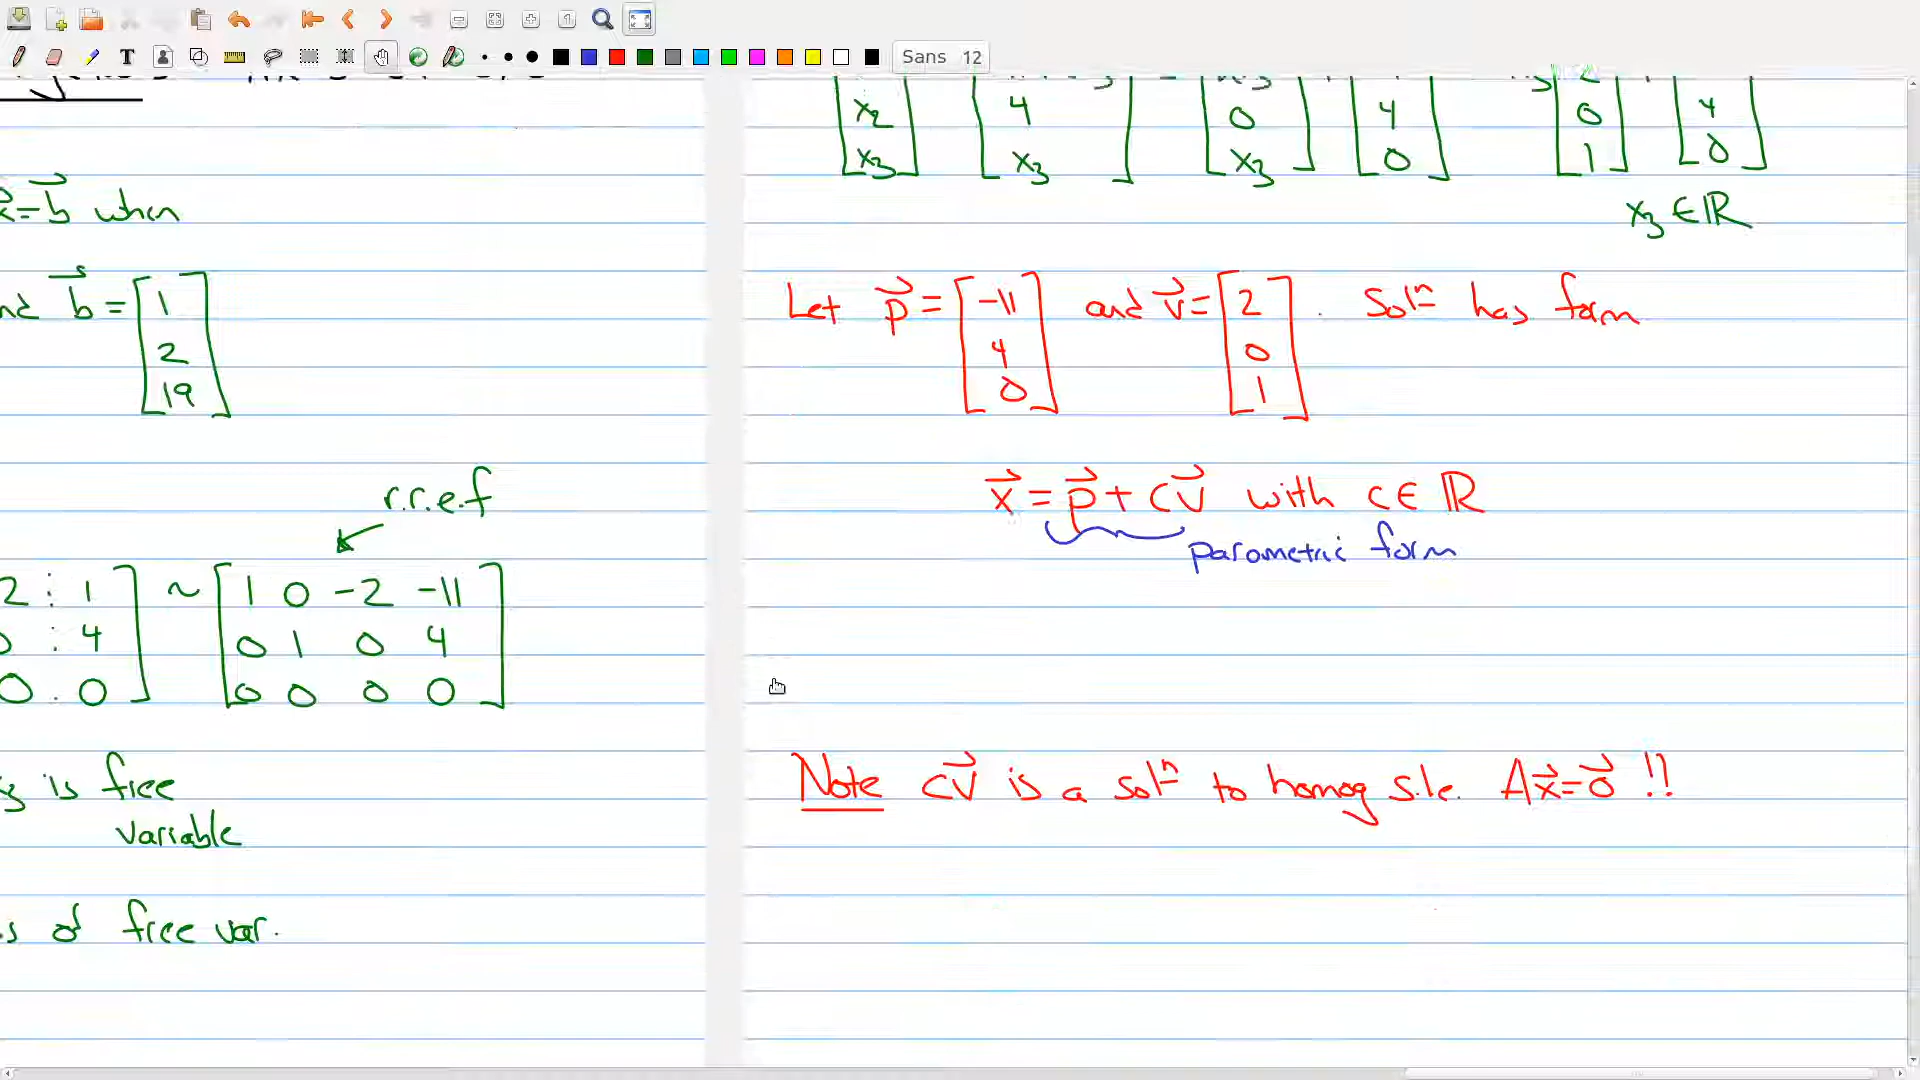 Sans 12
x⃗=b⃗ when
b⃗ = [1
2
19]
r.r.e.f
2 ⋮ 1 ] ~ [ 1 0 -2 -11 ]
0 ⋮ 4 ] [ 0 1 0 4 ]
0 ⋮ 0 ] [ 0 0 0 0 ]
is free
variable
of free var.
[ x2 [ 4 [ 0 [ 4 [ 0 [ 4
x3 ] x3 ] x3 ] 0 ] 1 ] 0 ]
x3 ∈ ℝ
Let p⃗ = [ -11 and v⃗ = [ 2 . Solⁿ has form
4 0
0 ] 1 ]
x⃗ = p⃗ + cv⃗ with c ∈ ℝ
parametric form
Note cv⃗ is a solⁿ to homog s.l.e. Ax⃗=0⃗ !!